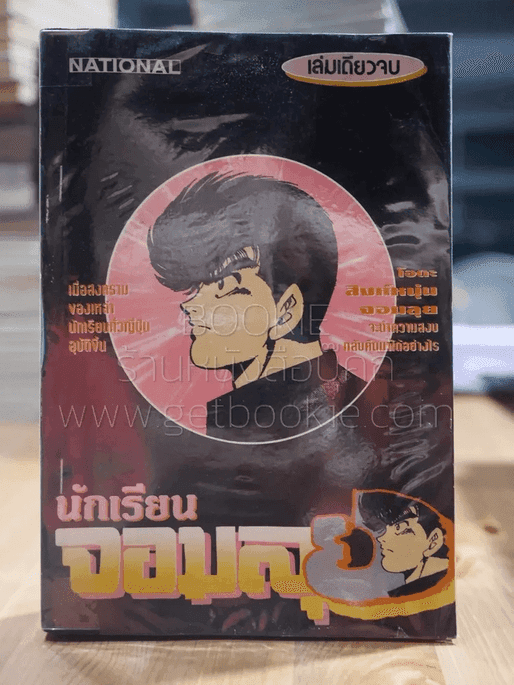 NATIONAL
เล่มเดียวจบ
เมื่อสงคราม
ของเหล่า
นักเรียนทั่วญี่ปุ่น
อุบัติขึ้น
โอตะ
สิงห์หนุ่ม
จอมลุย
จะนำความสงบ
กลับคืนมาได้อย่างไร
BOOKIE
ร้านหนังสือบุคกี้
www.getbookie.com
นักเรียน
จอมลุย